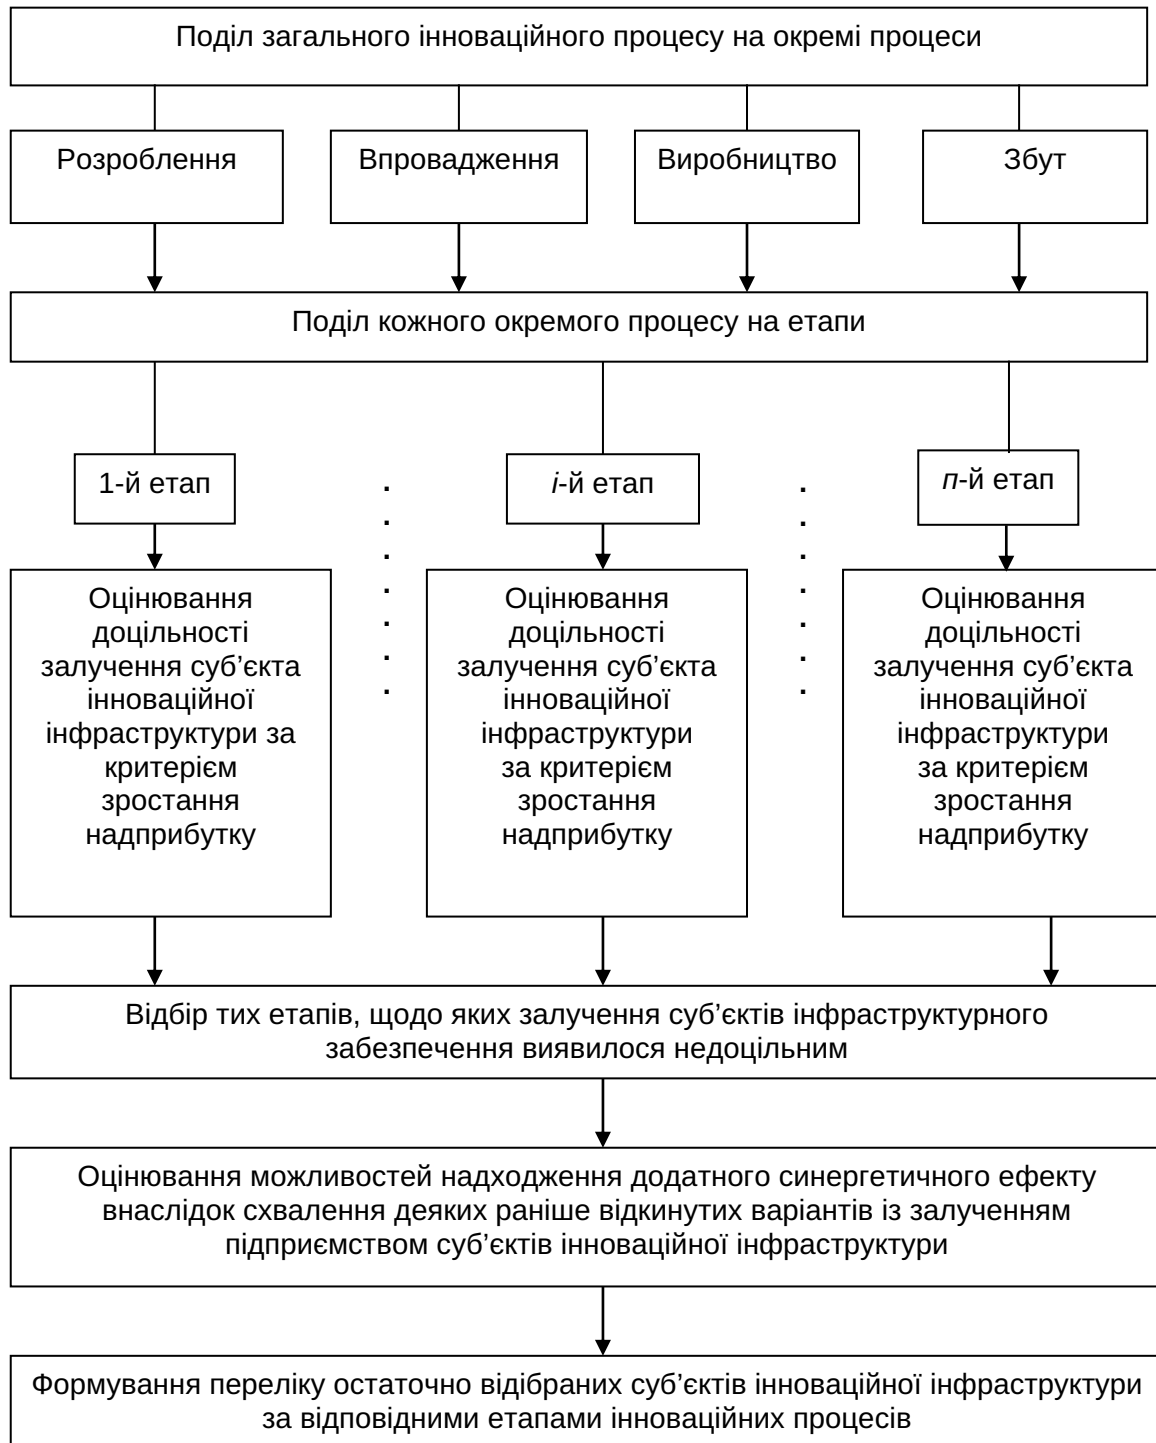 Поділ загального інноваційного процесу на окремі процеси
Розроблення
Впровадження
Виробництво
Збут
Поділ кожного окремого процесу на етапи
1-й етап
i-й етап
п-й етап
Оцінювання
доцільності
залучення суб’єкта
інноваційної
інфраструктури за
критерієм
зростання
надприбутку
Оцінювання
доцільності
залучення суб’єкта
інноваційної
інфраструктури
за критерієм
зростання
надприбутку
Оцінювання
доцільності
залучення суб’єкта
інноваційної
інфраструктури
за критерієм
зростання
надприбутку
Відбір тих етапів, щодо яких залучення суб’єктів інфраструктурного
забезпечення виявилося недоцільним
Оцінювання можливостей надходження додатного синергетичного ефекту
внаслідок схвалення деяких раніше відкинутих варіантів із залученням
підприємством суб’єктів інноваційної інфраструктури
Формування переліку остаточно відібраних суб’єктів інноваційної інфраструктури
за відповідними етапами інноваційних процесів